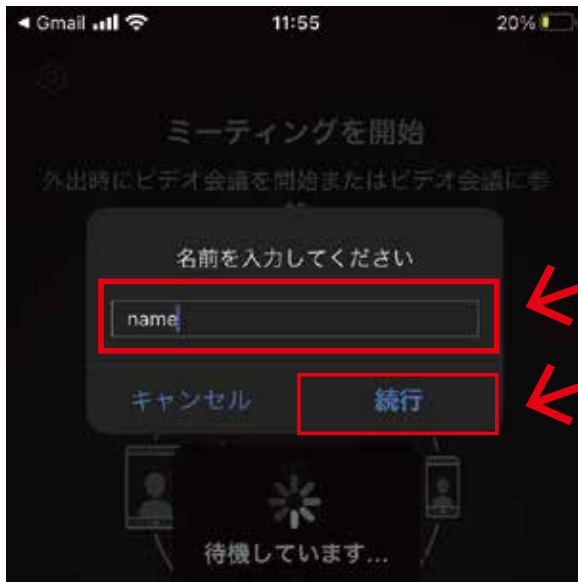 ◀ Gmail 11:55 20%
ミーティングを開始
外出時にビデオ会議を開始またはビデオ会議に参
名前を入力してください
name
キャンセル 続行
待機しています...